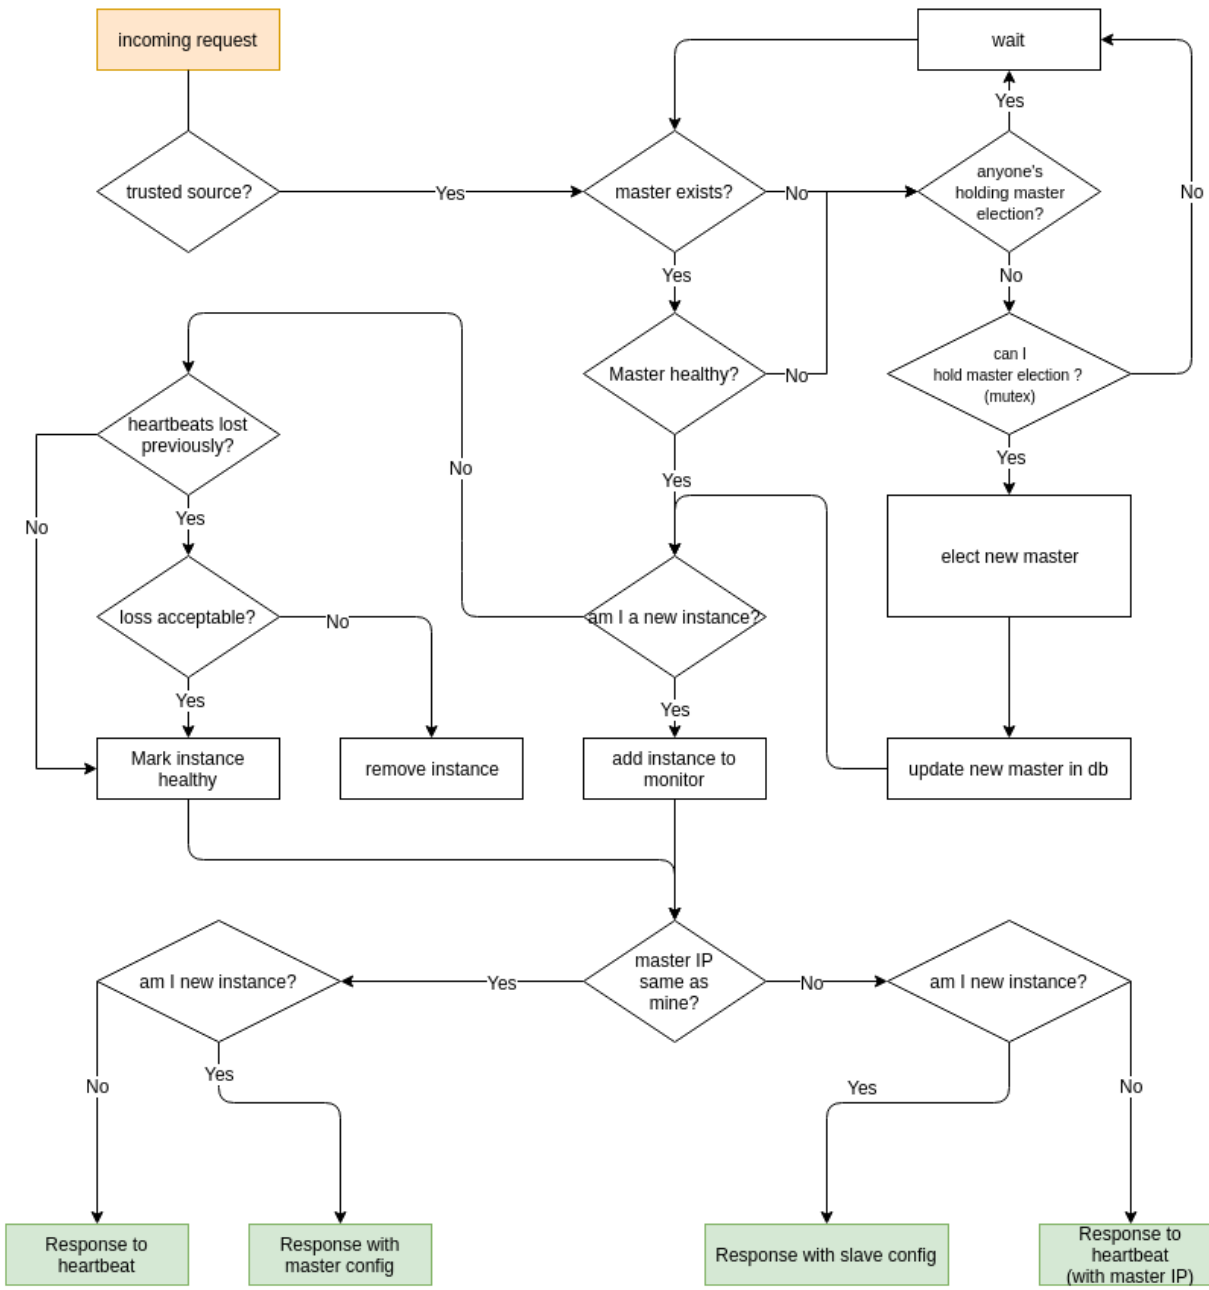 incoming request
wait
Yes
trusted source?
Yes
master exists?
No
anyone's
holding master
election?
No
Yes
No
can I
hold master election ?
(mutex)
Master healthy?
No
heartbeats lost
previously?
Yes
No
Yes
No
Yes
elect new master
loss acceptable?
No
am I a new instance?
Yes
Yes
Mark instance
healthy
remove instance
add instance to
monitor
update new master in db
am I new instance?
Yes
master IP
same as
mine?
No
am I new instance?
Yes
No
Yes
No
Response to
heartbeat
Response with
master config
Response with slave config
Response to
heartbeat
(with master IP)